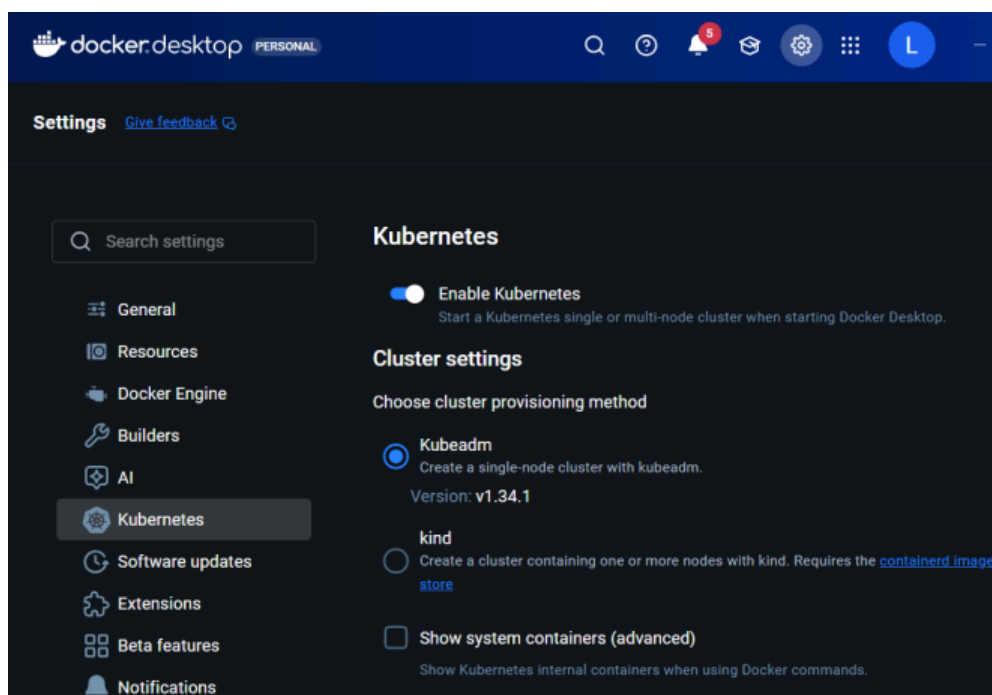 docker.desktop PERSONAL
5
L
Settings Give feedback
Search settings
General
Resources
Docker Engine
Builders
AI
Kubernetes
Software updates
Extensions
Beta features
Notifications
Kubernetes
Enable Kubernetes
Start a Kubernetes single or multi-node cluster when starting Docker Desktop.
Cluster settings
Choose cluster provisioning method
Kubeadm
Create a single-node cluster with kubeadm.
Version: v1.34.1
kind
Create a cluster containing one or more nodes with kind. Requires the containerd image
store
Show system containers (advanced)
Show Kubernetes internal containers when using Docker commands.